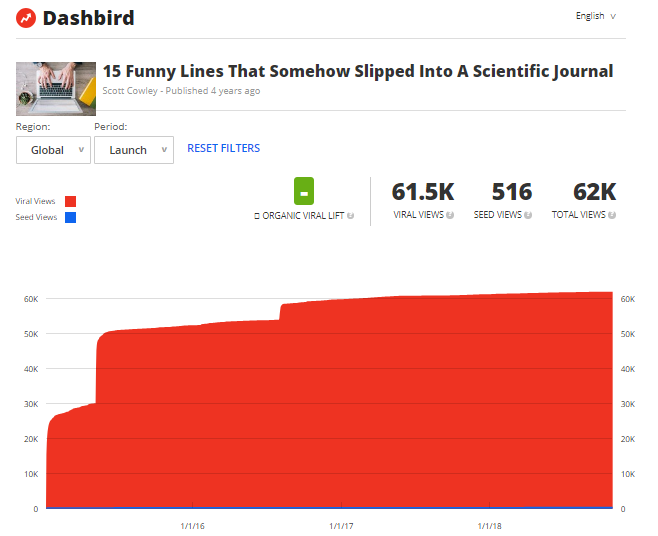 Dashbird
English
15 Funny Lines That Somehow Slipped Into A Scientific Journal
Scott Cowley - Published 4 years ago
Region:
Period:
Global
Launch
RESET FILTERS
Viral Views
Seed Views
-
ORGANIC VIRAL LIFT ?
61.5K
516
62K
VIRAL VIEWS ?
SEED VIEWS ?
TOTAL VIEWS ?
60K 60K
50K 50K
40K 40K
30K 30K
20K 20K
10K 10K
0 0
1/1/16 1/1/17 1/1/18